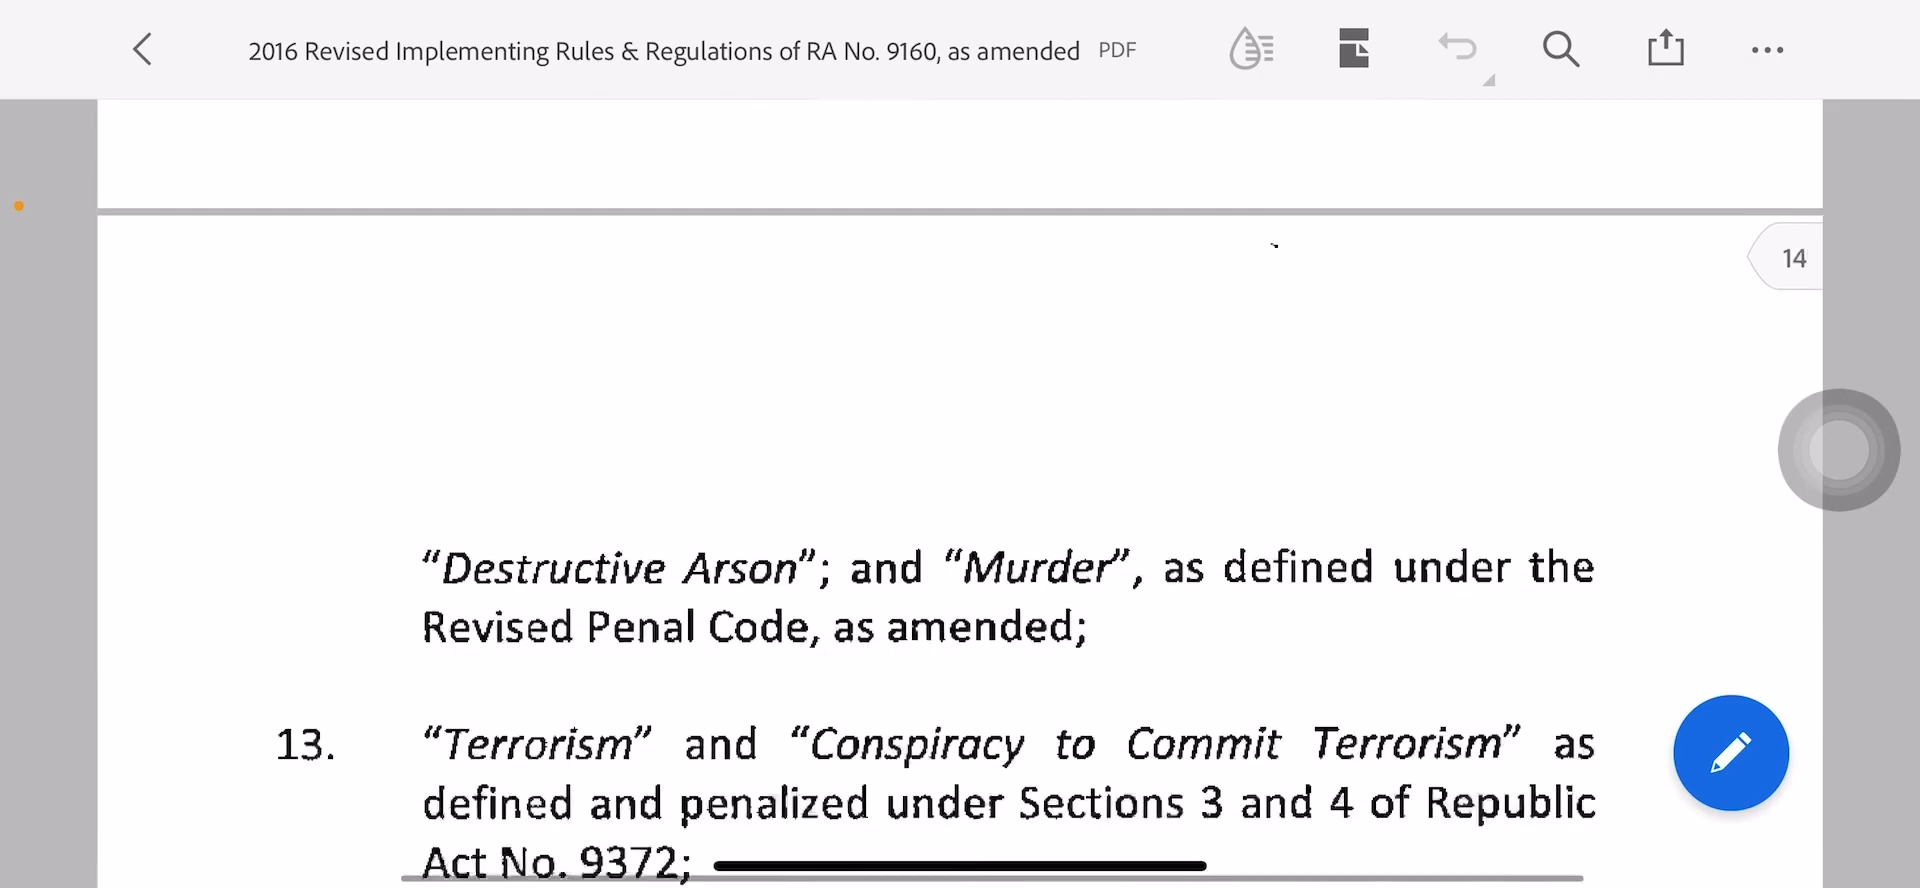 2016 Revised Implementing Rules & Regulations of RA No. 9160, as amended PDF
14
“Destructive Arson”; and “Murder”, as defined under the
Revised Penal Code, as amended;
13. “Terrorism” and “Conspiracy to Commit Terrorism” as
defined and penalized under Sections 3 and 4 of Republic
Act No. 9372;